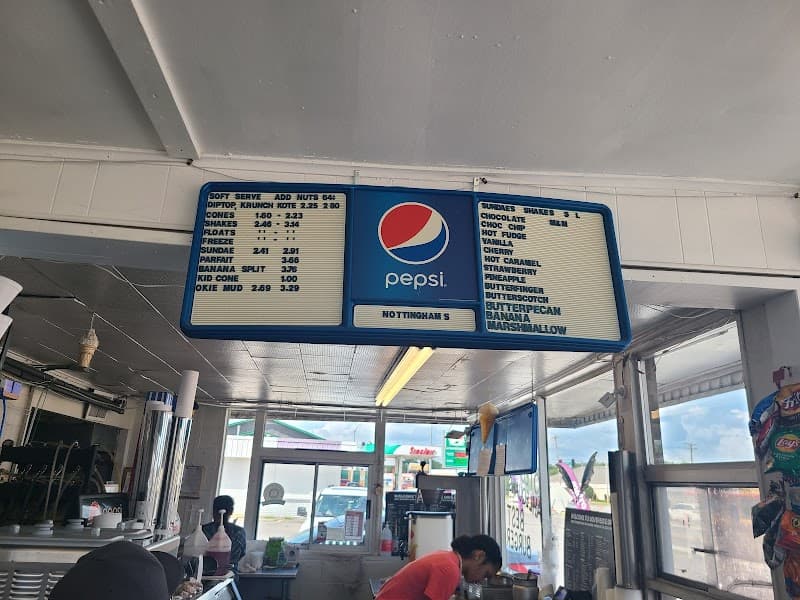 SOFT SERVE ADD NUTS 64¢
DIPTOP, KRUNCH KOTE 2.25 2 80
CONES 1.60 - 2.23
SHAKES 2.46 - 3.14
FLOATS " - "
FREEZE " - "
SUNDAE 2.41 2.91
PARFAIT 3.66
BANANA SPLIT 3.76
KID CONE 1.00
OKIE MUD 2.69 3.29
pepsi
NOTTINGHAM S
SUNDAES SHAKES S L
CHOCOLATE M&M
CHOC CHIP
HOT FUDGE
VANILLA
CHERRY
HOT CARAMEL
STRAWBERRY
PINEAPPLE
BUTTERFINGER
BUTTERSCOTCH
BUTTERPECAN
BANANA
MARSHMALLOW